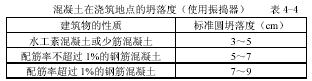 混凝土在浇筑地点的坍落度（使用振捣器） 表4-4
建筑物的性质 标准圆坍落度（cm）
水工素混凝土或少筋混凝土 3～5
配筋率不超过1%的钢筋混凝土 5～7
配筋率超过1%的钢筋混凝土 7～9